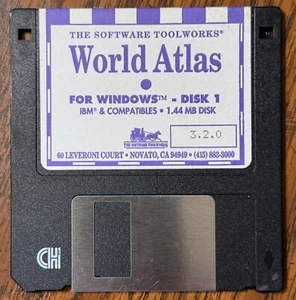 THE SOFTWARE TOOLWORKS®
World Atlas
FOR WINDOWS™ - DISK 1
IBM® & COMPATIBLES • 1.44 MB DISK
THE SOFTWARE TOOLWORKS
3.2.0
60 LEVERONI COURT • NOVATO, CA 94949 • (415) 883-3000